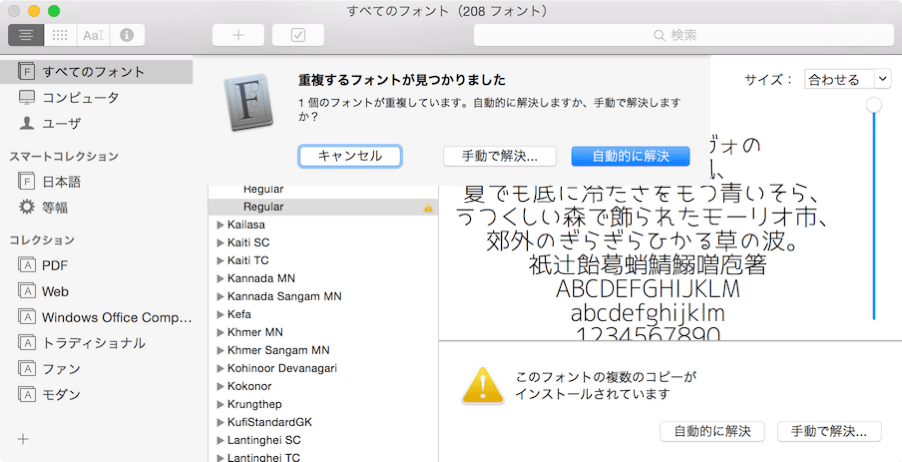 すべてのフォント（208 フォント）
検索
すべてのフォント
コンピュータ
ユーザ
スマートコレクション
日本語
等幅
コレクション
PDF
Web
Windows Office Comp...
トラディショナル
ファン
モダン
重複するフォントが見つかりました
1 個のフォントが重複しています。自動的に解決しますか、手動で解決します
か？
キャンセル
手動で解決...
自動的に解決
サイズ：
合わせる
Regular
Regular
Kailasa
Kaiti SC
Kaiti TC
Kannada MN
Kannada Sangam MN
Kefa
Khmer MN
Khmer Sangam MN
Kohinoor Devanagari
Kokonor
Krungthep
KufiStandardGK
Lantinghei SC
Lantinghei TC
ヴォの
夏でも底に冷たさをもつ青いそら、
うつくしい森で飾られたモーリオ市、
郊外のぎらぎらひかる草の波。
祇辻飴葛蛸鯖鰯噌庖箸
ABCDEFGHIJKLM
abcdefghijklm
1234567890
このフォントの複数のコピーが
インストールされています
自動的に解決
手動で解決...